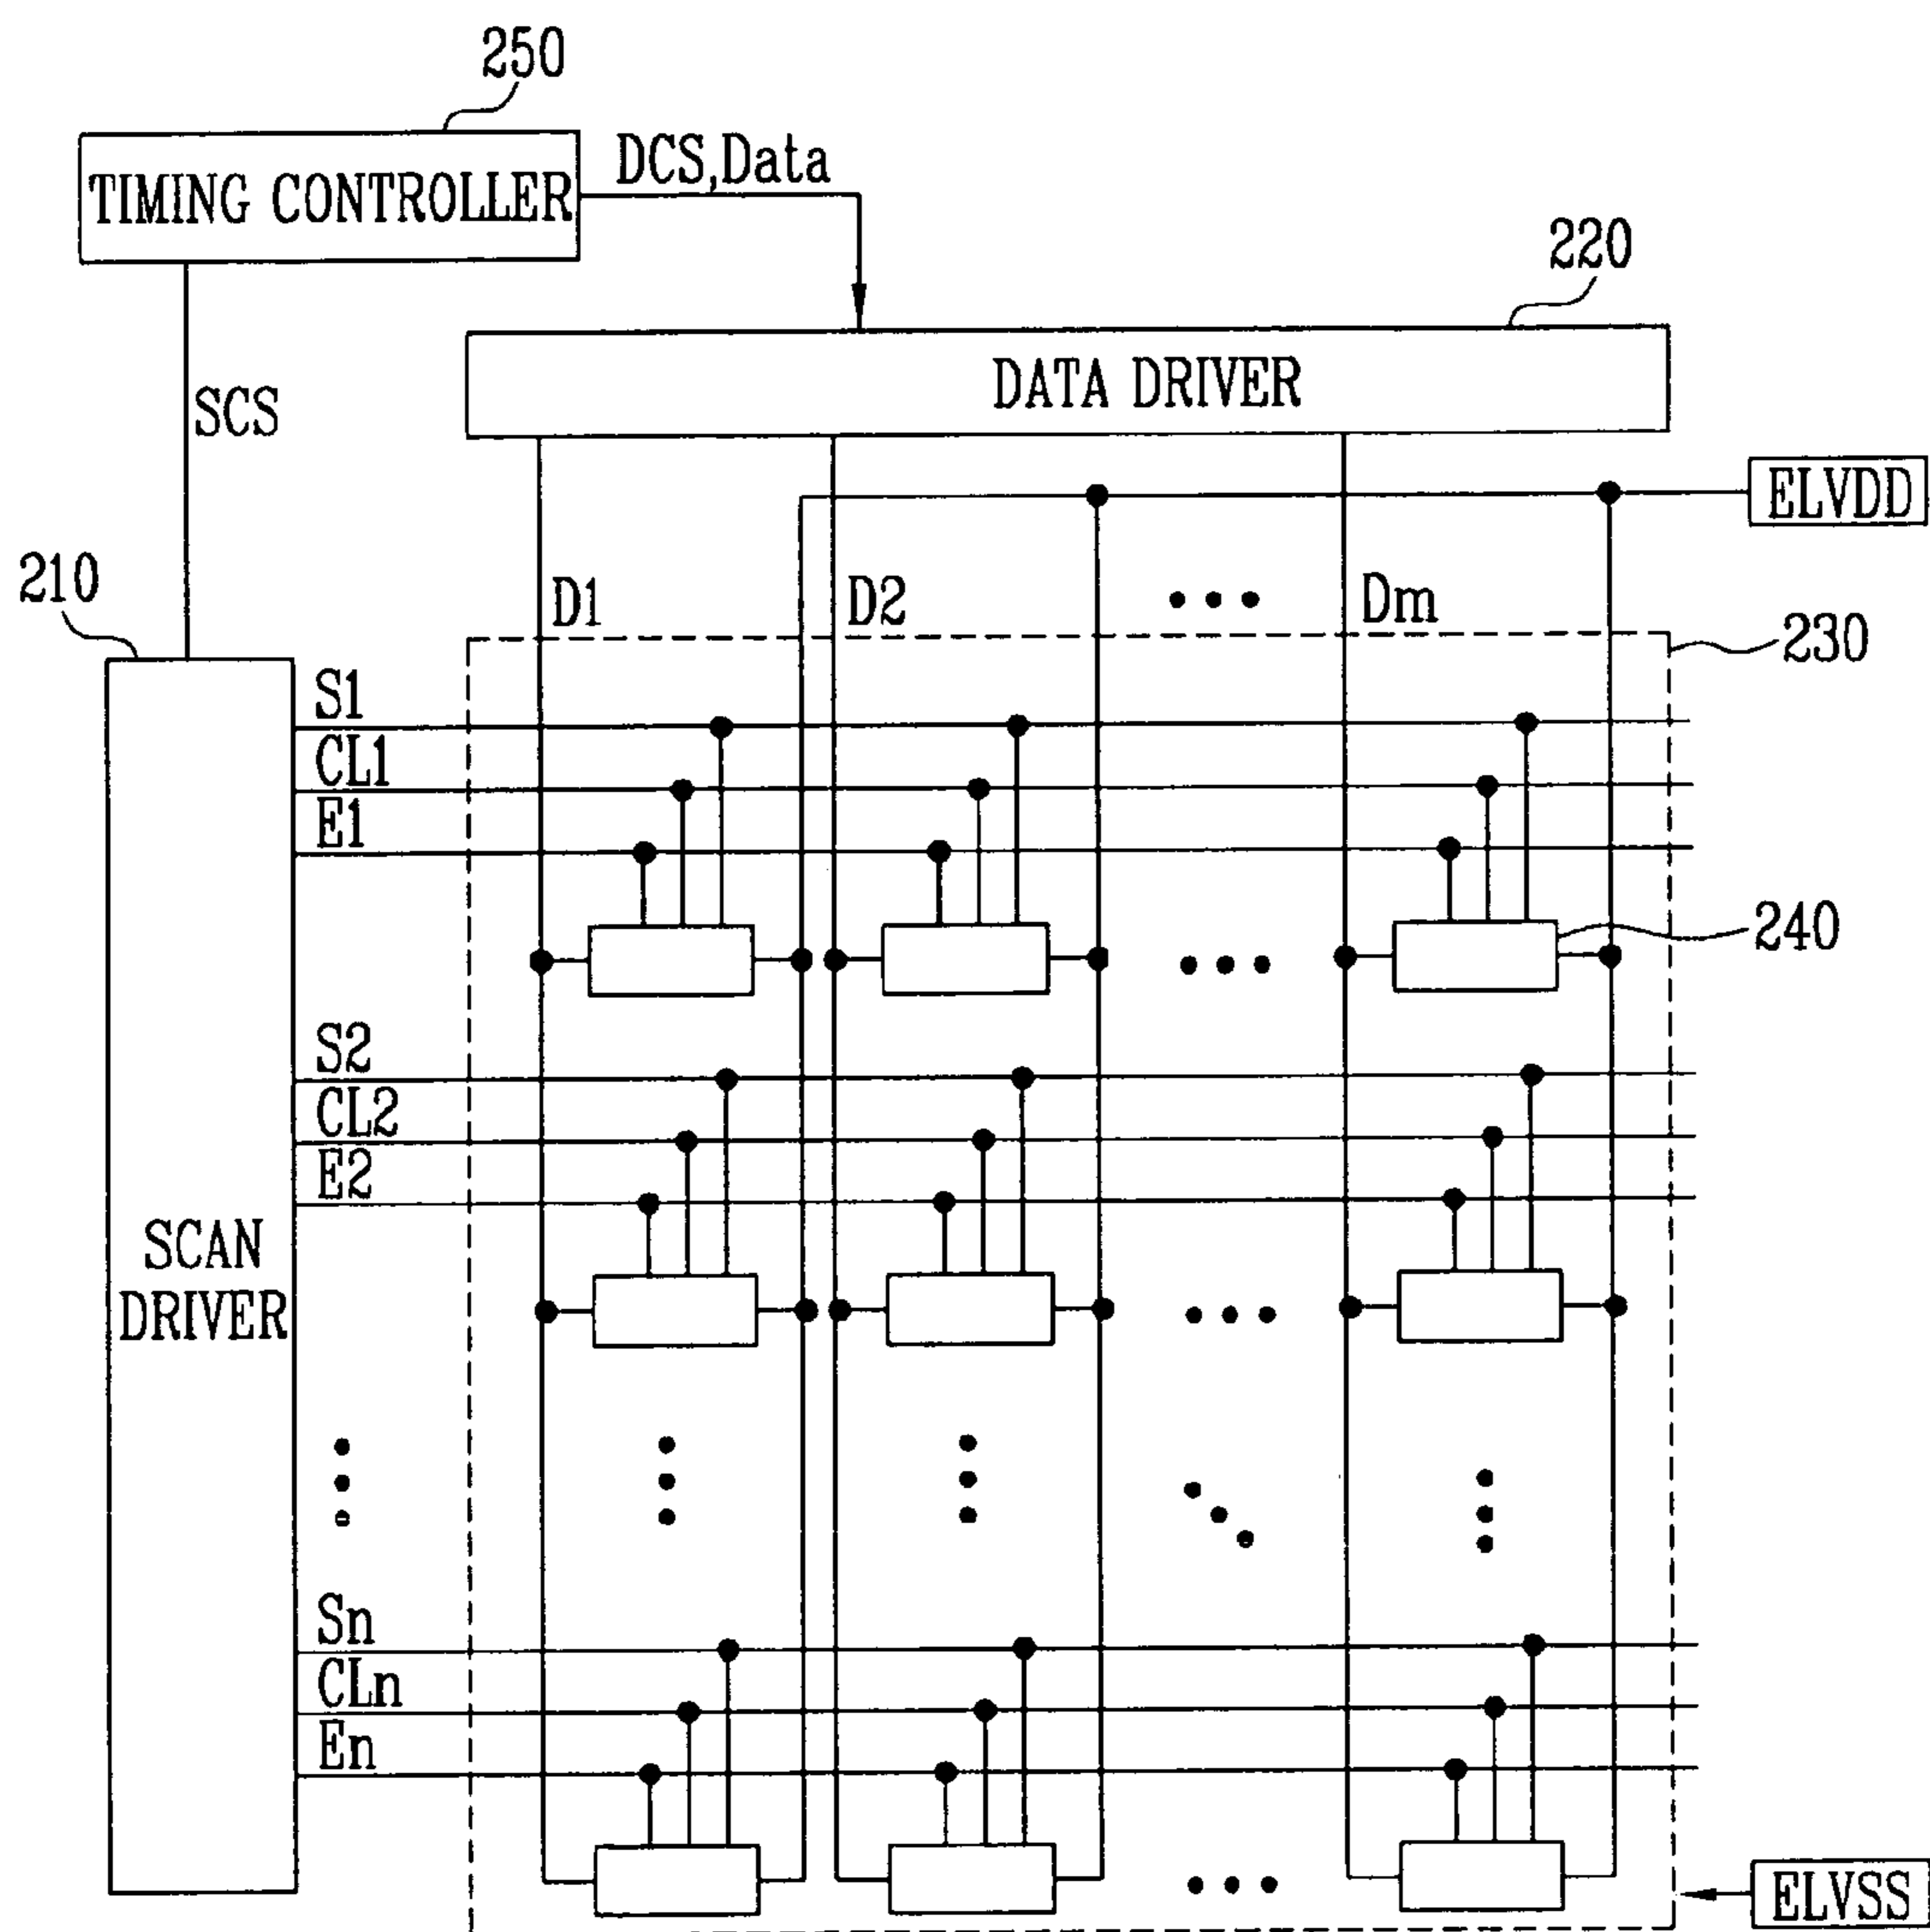 250
TIMING CONTROLLER
DCS,Data
220
DATA DRIVER
SCS
ELVDD
210
D1
D2
Dm
230
S1
CL1
E1
240
S2
CL2
E2
SCAN
DRIVER
Sn
CLn
En
ELVSS